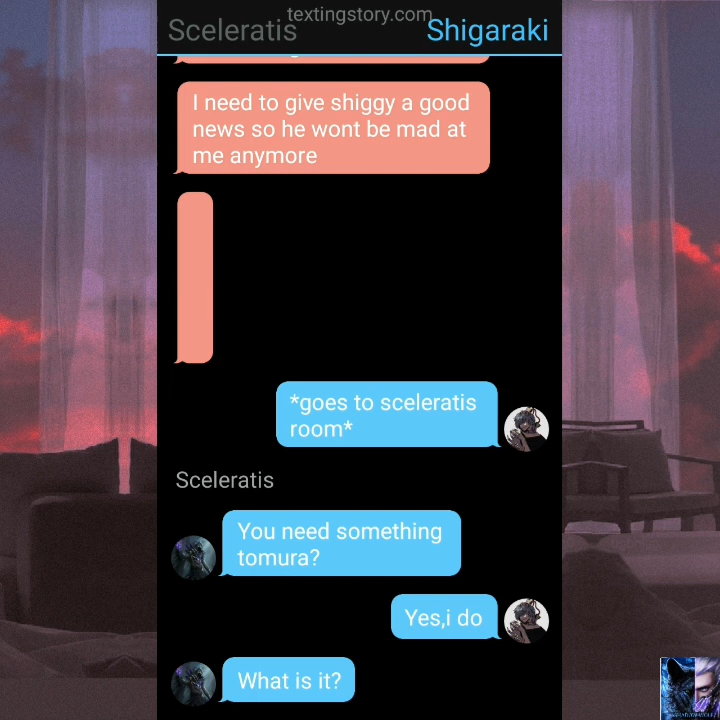 textingstory.com
Sceleratis
Shigaraki
I need to give shiggy a good
news so he wont be mad at
me anymore
*goes to sceleratis
room*
Sceleratis
You need something
tomura?
Yes,i do
What is it?